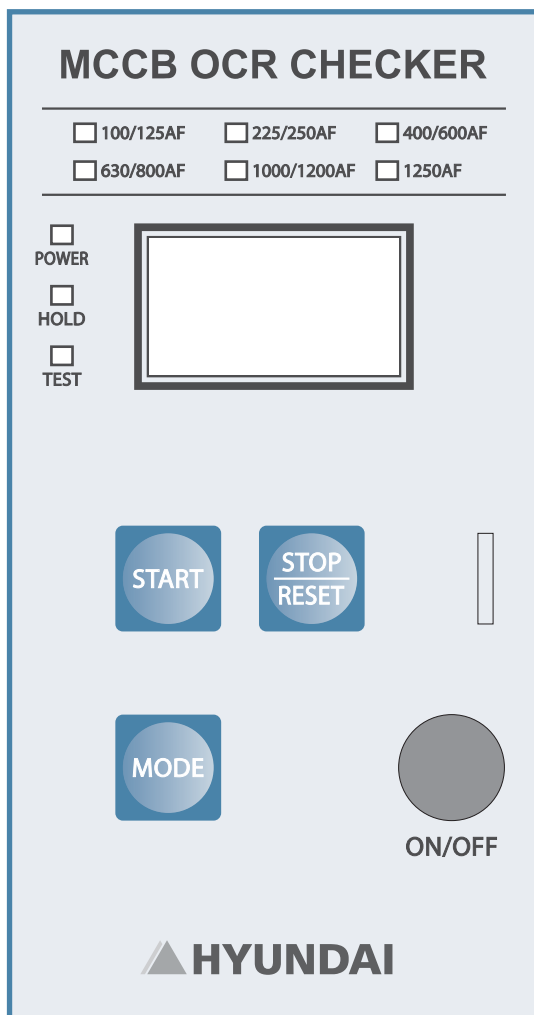 MCCB OCR CHECKER
100/125AF 225/250AF 400/600AF
630/800AF 1000/1200AF 1250AF
POWER
HOLD
TEST
START
STOP
RESET
MODE
ON/OFF
HYUNDAI